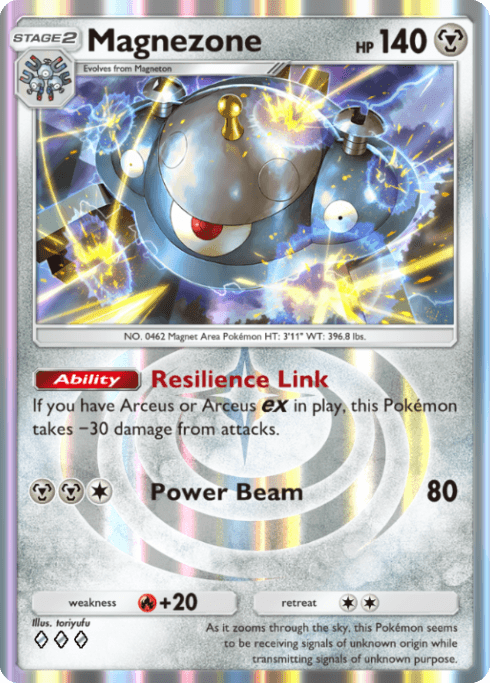 STAGE2 Magnezone HP 140
Evolves from Magneton
NO. 0462 Magnet Area Pokémon HT: 3'11" WT: 396.8 lbs.
Ability Resilience Link
If you have Arceus or Arceus ex in play, this Pokémon
takes −30 damage from attacks.
Power Beam 80
weakness +20 retreat
Illus. toriyufu
As it zooms through the sky, this Pokémon seems
to be receiving signals of unknown origin while
transmitting signals of unknown purpose.